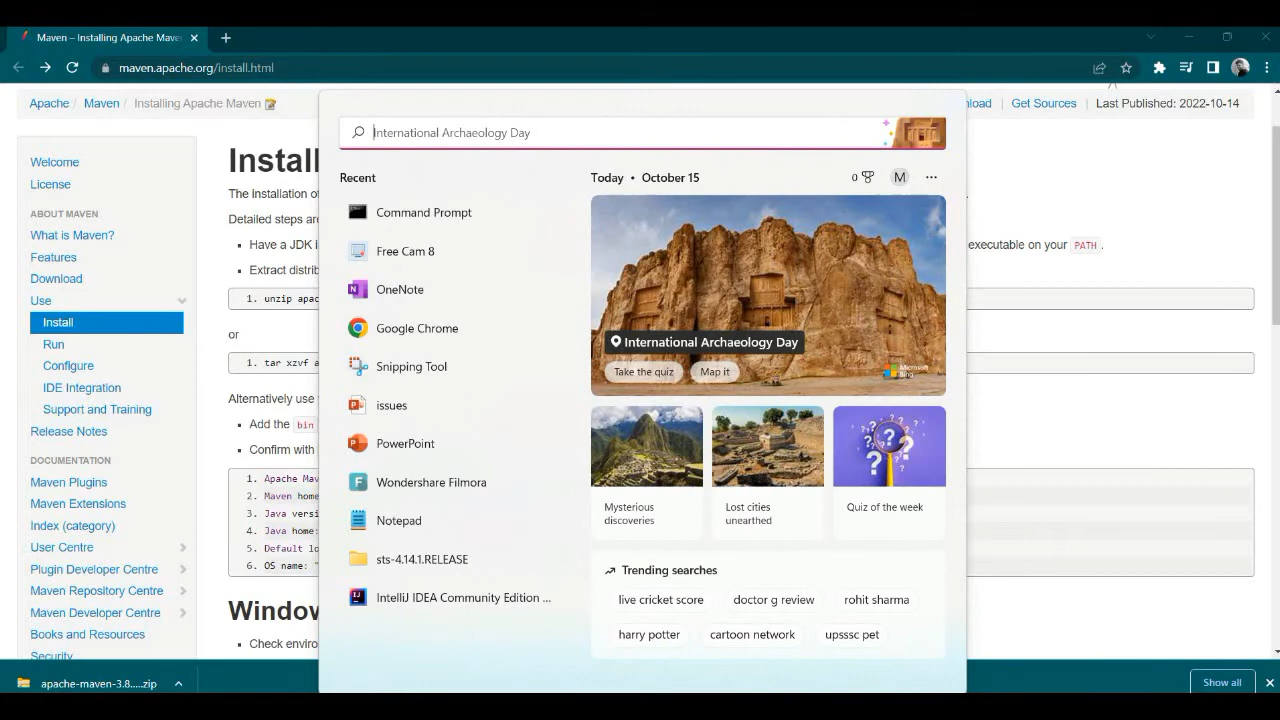 Maven – Installing Apache Mave
maven.apache.org/install.html
Apache / Maven / Installing Apache Maven
Get Sources | Last Published: 2022-10-14
Welcome
License
ABOUT MAVEN
What is Maven?
Features
Download
Use
Install
Run
Configure
IDE Integration
Support and Training
Release Notes
DOCUMENTATION
Maven Plugins
Maven Extensions
Index (category)
User Centre
Plugin Developer Centre
Maven Repository Centre
Maven Developer Centre
Books and Resources
Security
Install
The installation of
Detailed steps are
Have a JDK i
executable on your PATH.
Extract distrib
1. unzip apac
or
1. tar xzvf a
Alternatively use
Add the bin
Confirm with
1. Apache Mav
2. Maven home
3. Java versi
4. Java home:
5. Default lo
6. OS name: "
Window
Check enviro
International Archaeology Day
Recent
Command Prompt
Free Cam 8
OneNote
Google Chrome
Snipping Tool
issues
PowerPoint
Wondershare Filmora
Notepad
sts-4.14.1.RELEASE
IntelliJ IDEA Community Edition ...
Today • October 15
0
M
International Archaeology Day
Take the quiz
Map it
Microsoft
Bing
Mysterious
discoveries
Lost cities
unearthed
Quiz of the week
Trending searches
live cricket score
doctor g review
rohit sharma
harry potter
cartoon network
upsssc pet
apache-maven-3.8.....zip
Show all